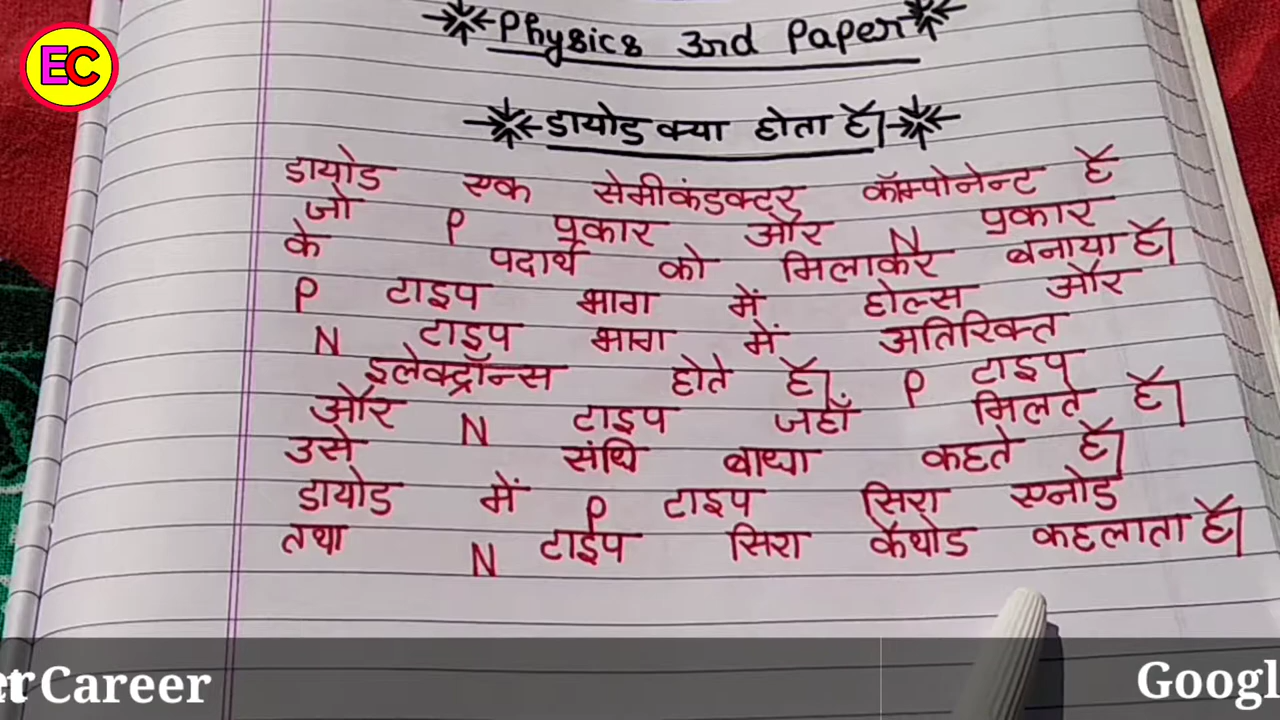 EC
Physics 3rd Paper
डायोड क्या होता है।
डायोड एक सेमीकंडक्टर कॉम्पोनेन्ट है
जो P प्रकार और N प्रकार
के पदार्थ को मिलाकर बनाया है।
P टाइप भाग में होल्स और
N टाइप भाग में अतिरिक्त
इलेक्ट्रॉन्स होते है। P टाइप
और N टाइप जहाँ मिलते है।
उसे संधि बाधा कहते है।
डायोड में P टाइप सिरा एनोड
तथा N टाईप सिरा कैथोड कहलाता है।
Career
Googl